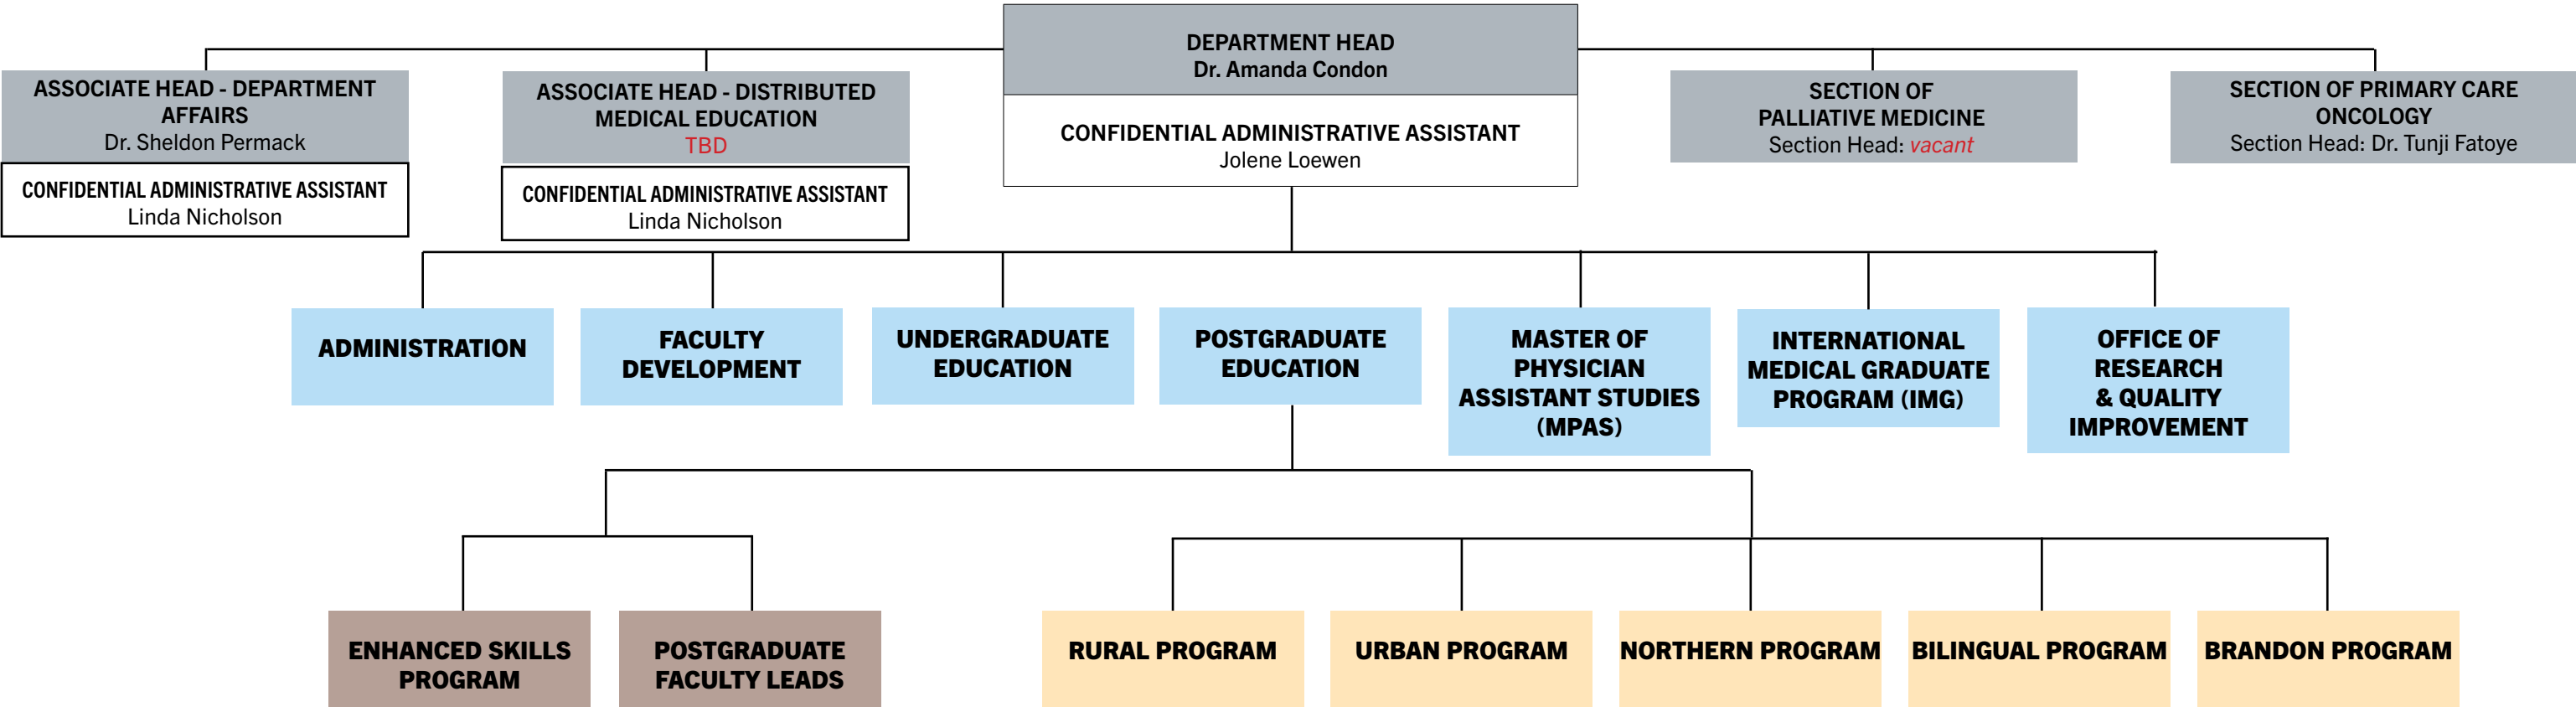 DEPARTMENT HEAD
Dr. Amanda Condon
CONFIDENTIAL ADMINISTRATIVE ASSISTANT
Jolene Loewen
ASSOCIATE HEAD - DEPARTMENT
AFFAIRS
Dr. Sheldon Permack
CONFIDENTIAL ADMINISTRATIVE ASSISTANT
Linda Nicholson
ASSOCIATE HEAD - DISTRIBUTED
MEDICAL EDUCATION
TBD
CONFIDENTIAL ADMINISTRATIVE ASSISTANT
Linda Nicholson
SECTION OF
PALLIATIVE MEDICINE
Section Head: vacant
SECTION OF PRIMARY CARE
ONCOLOGY
Section Head: Dr. Tunji Fatoye
ADMINISTRATION
FACULTY
DEVELOPMENT
UNDERGRADUATE
EDUCATION
POSTGRADUATE
EDUCATION
MASTER OF
PHYSICIAN
ASSISTANT STUDIES
(MPAS)
INTERNATIONAL
MEDICAL GRADUATE
PROGRAM (IMG)
OFFICE OF
RESEARCH
& QUALITY
IMPROVEMENT
ENHANCED SKILLS
PROGRAM
POSTGRADUATE
FACULTY LEADS
RURAL PROGRAM
URBAN PROGRAM
NORTHERN PROGRAM
BILINGUAL PROGRAM
BRANDON PROGRAM